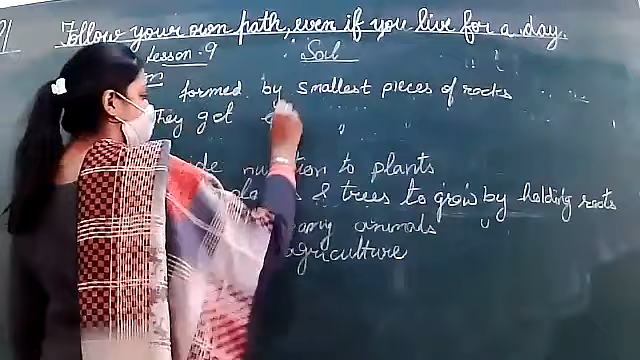 Follow your own path, even if you live for a day.
Lesson - 9 Soil
formed by smallest pieces of rocks
They get
nutrition to plants
& trees to grow by holding roots
many animals
agriculture